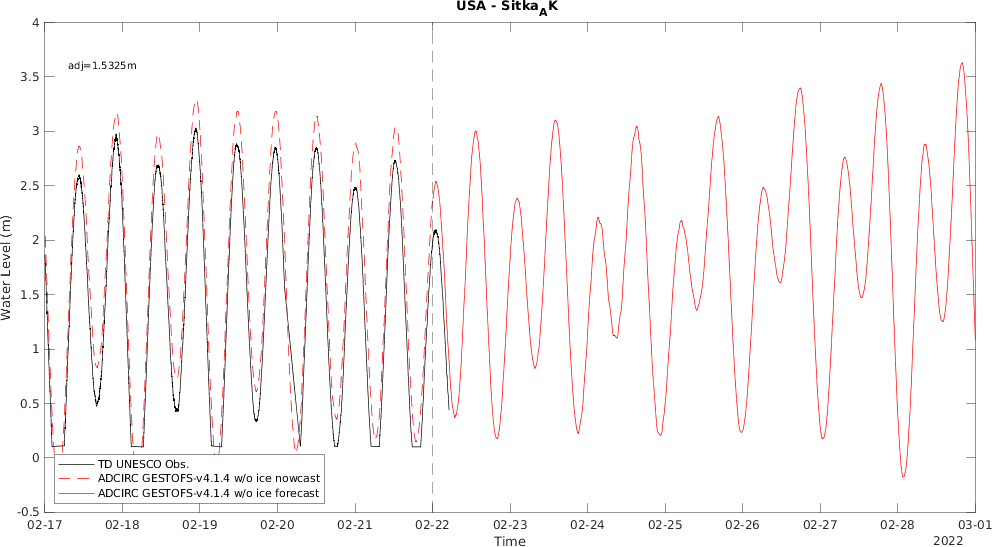 USA - Sitka_AK
adj=1.5325m
Water Level (m)
4
3.5
3
2.5
2
1.5
1
0.5
0
-0.5
TD UNESCO Obs.
ADCIRC GESTOFS-v4.1.4 w/o ice nowcast
ADCIRC GESTOFS-v4.1.4 w/o ice forecast
02-17 02-18 02-19 02-20 02-21 02-22 02-23 02-24 02-25 02-26 02-27 02-28 03-01
Time
2022